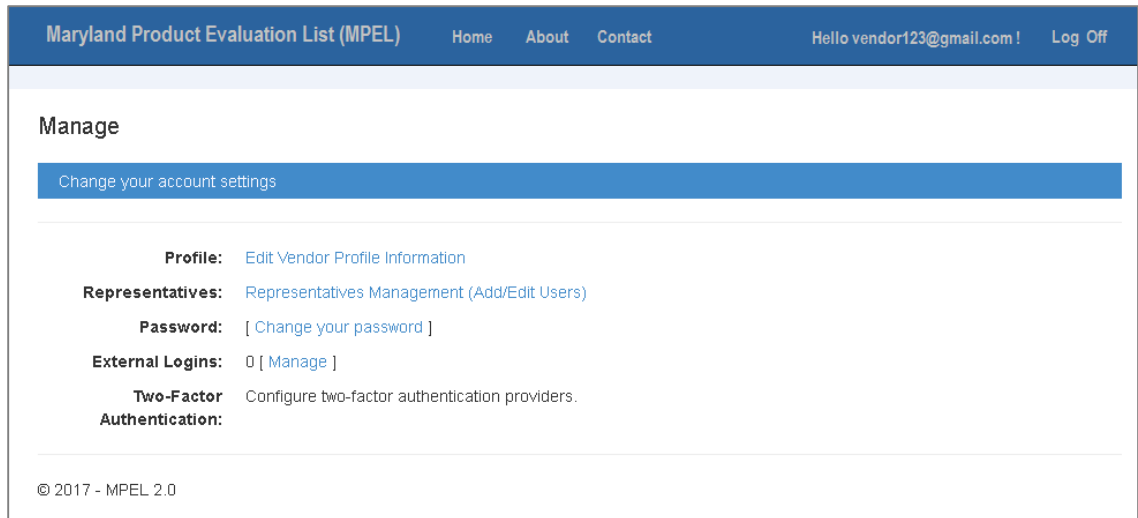 Maryland Product Evaluation List (MPEL) Home About Contact Hello vendor123@gmail.com ! Log Off
Manage
Change your account settings
Profile: Edit Vendor Profile Information
Representatives: Representatives Management (Add/Edit Users)
Password: [ Change your password ]
External Logins: 0 [ Manage ]
Two-Factor Configure two-factor authentication providers.
Authentication:
© 2017 - MPEL 2.0